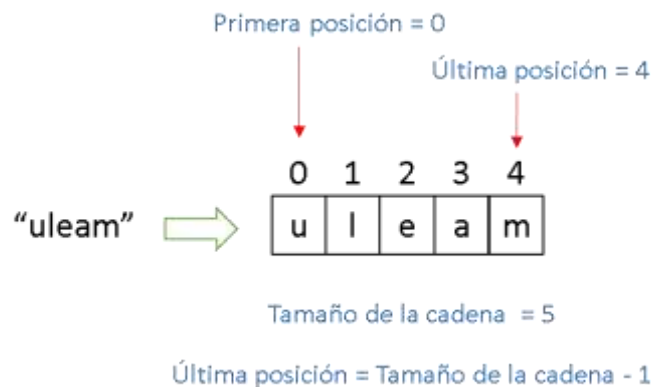 Primera posición = 0
Última posición = 4
0 1 2 3 4
“uleam” u l e a m
Tamaño de la cadena = 5
Última posición = Tamaño de la cadena - 1